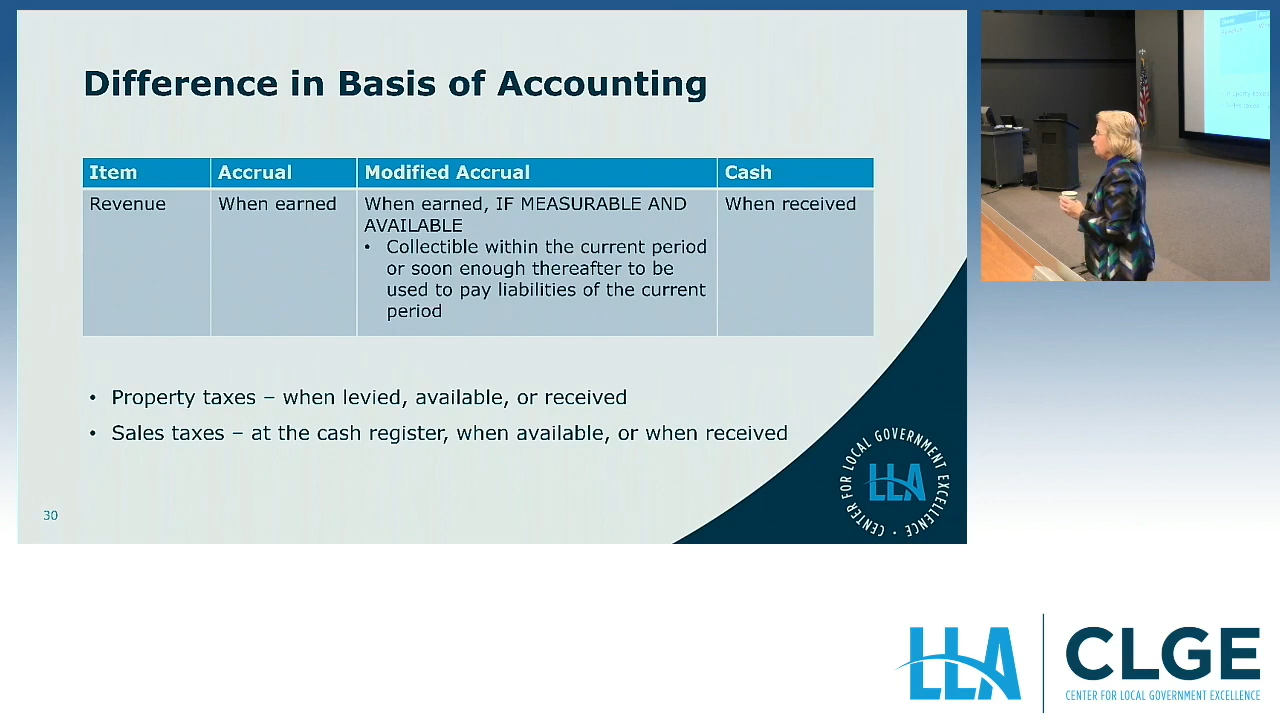 Difference in Basis of Accounting
Item Accrual Modified Accrual Cash
Revenue When earned When earned, IF MEASURABLE AND AVAILABLE When received
• Collectible within the current period
or soon enough thereafter to be
used to pay liabilities of the current
period
• Property taxes – when levied, available, or received
• Sales taxes – at the cash register, when available, or when received
30
CENTER FOR LOCAL GOVERNMENT EXCELLENCE
LLA
LLA CLGE
CENTER FOR LOCAL GOVERNMENT EXCELLENCE